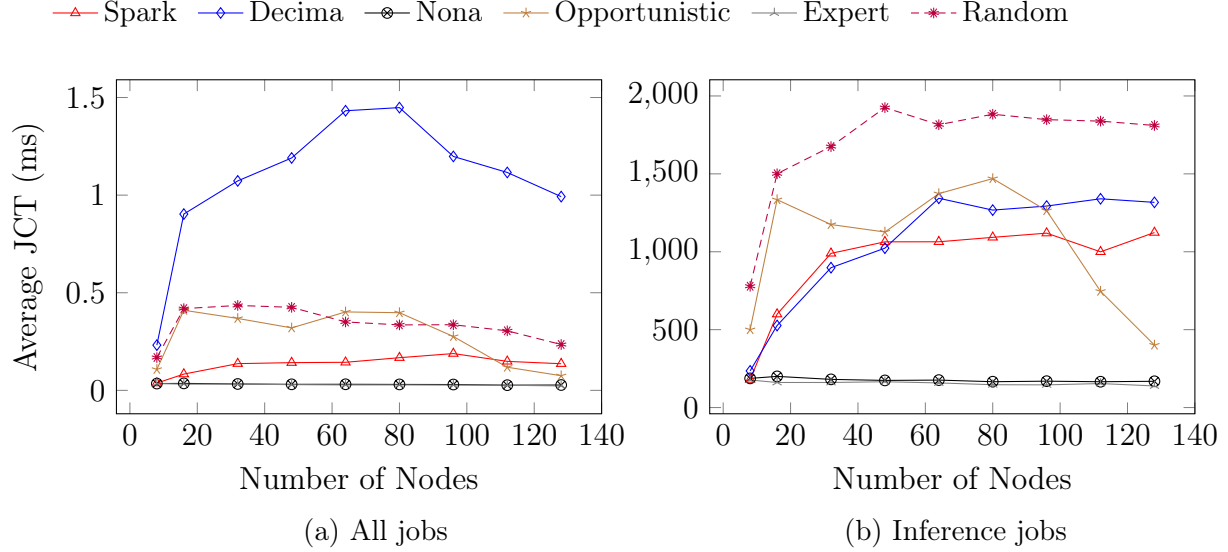 Spark Decima Nona Opportunistic Expert Random
Average JCT (ms)
1.5
1
0.5
0
0 20 40 60 80 100 120 140
Number of Nodes
(a) All jobs
2,000
1,500
1,000
500
0
0 20 40 60 80 100 120 140
Number of Nodes
(b) Inference jobs